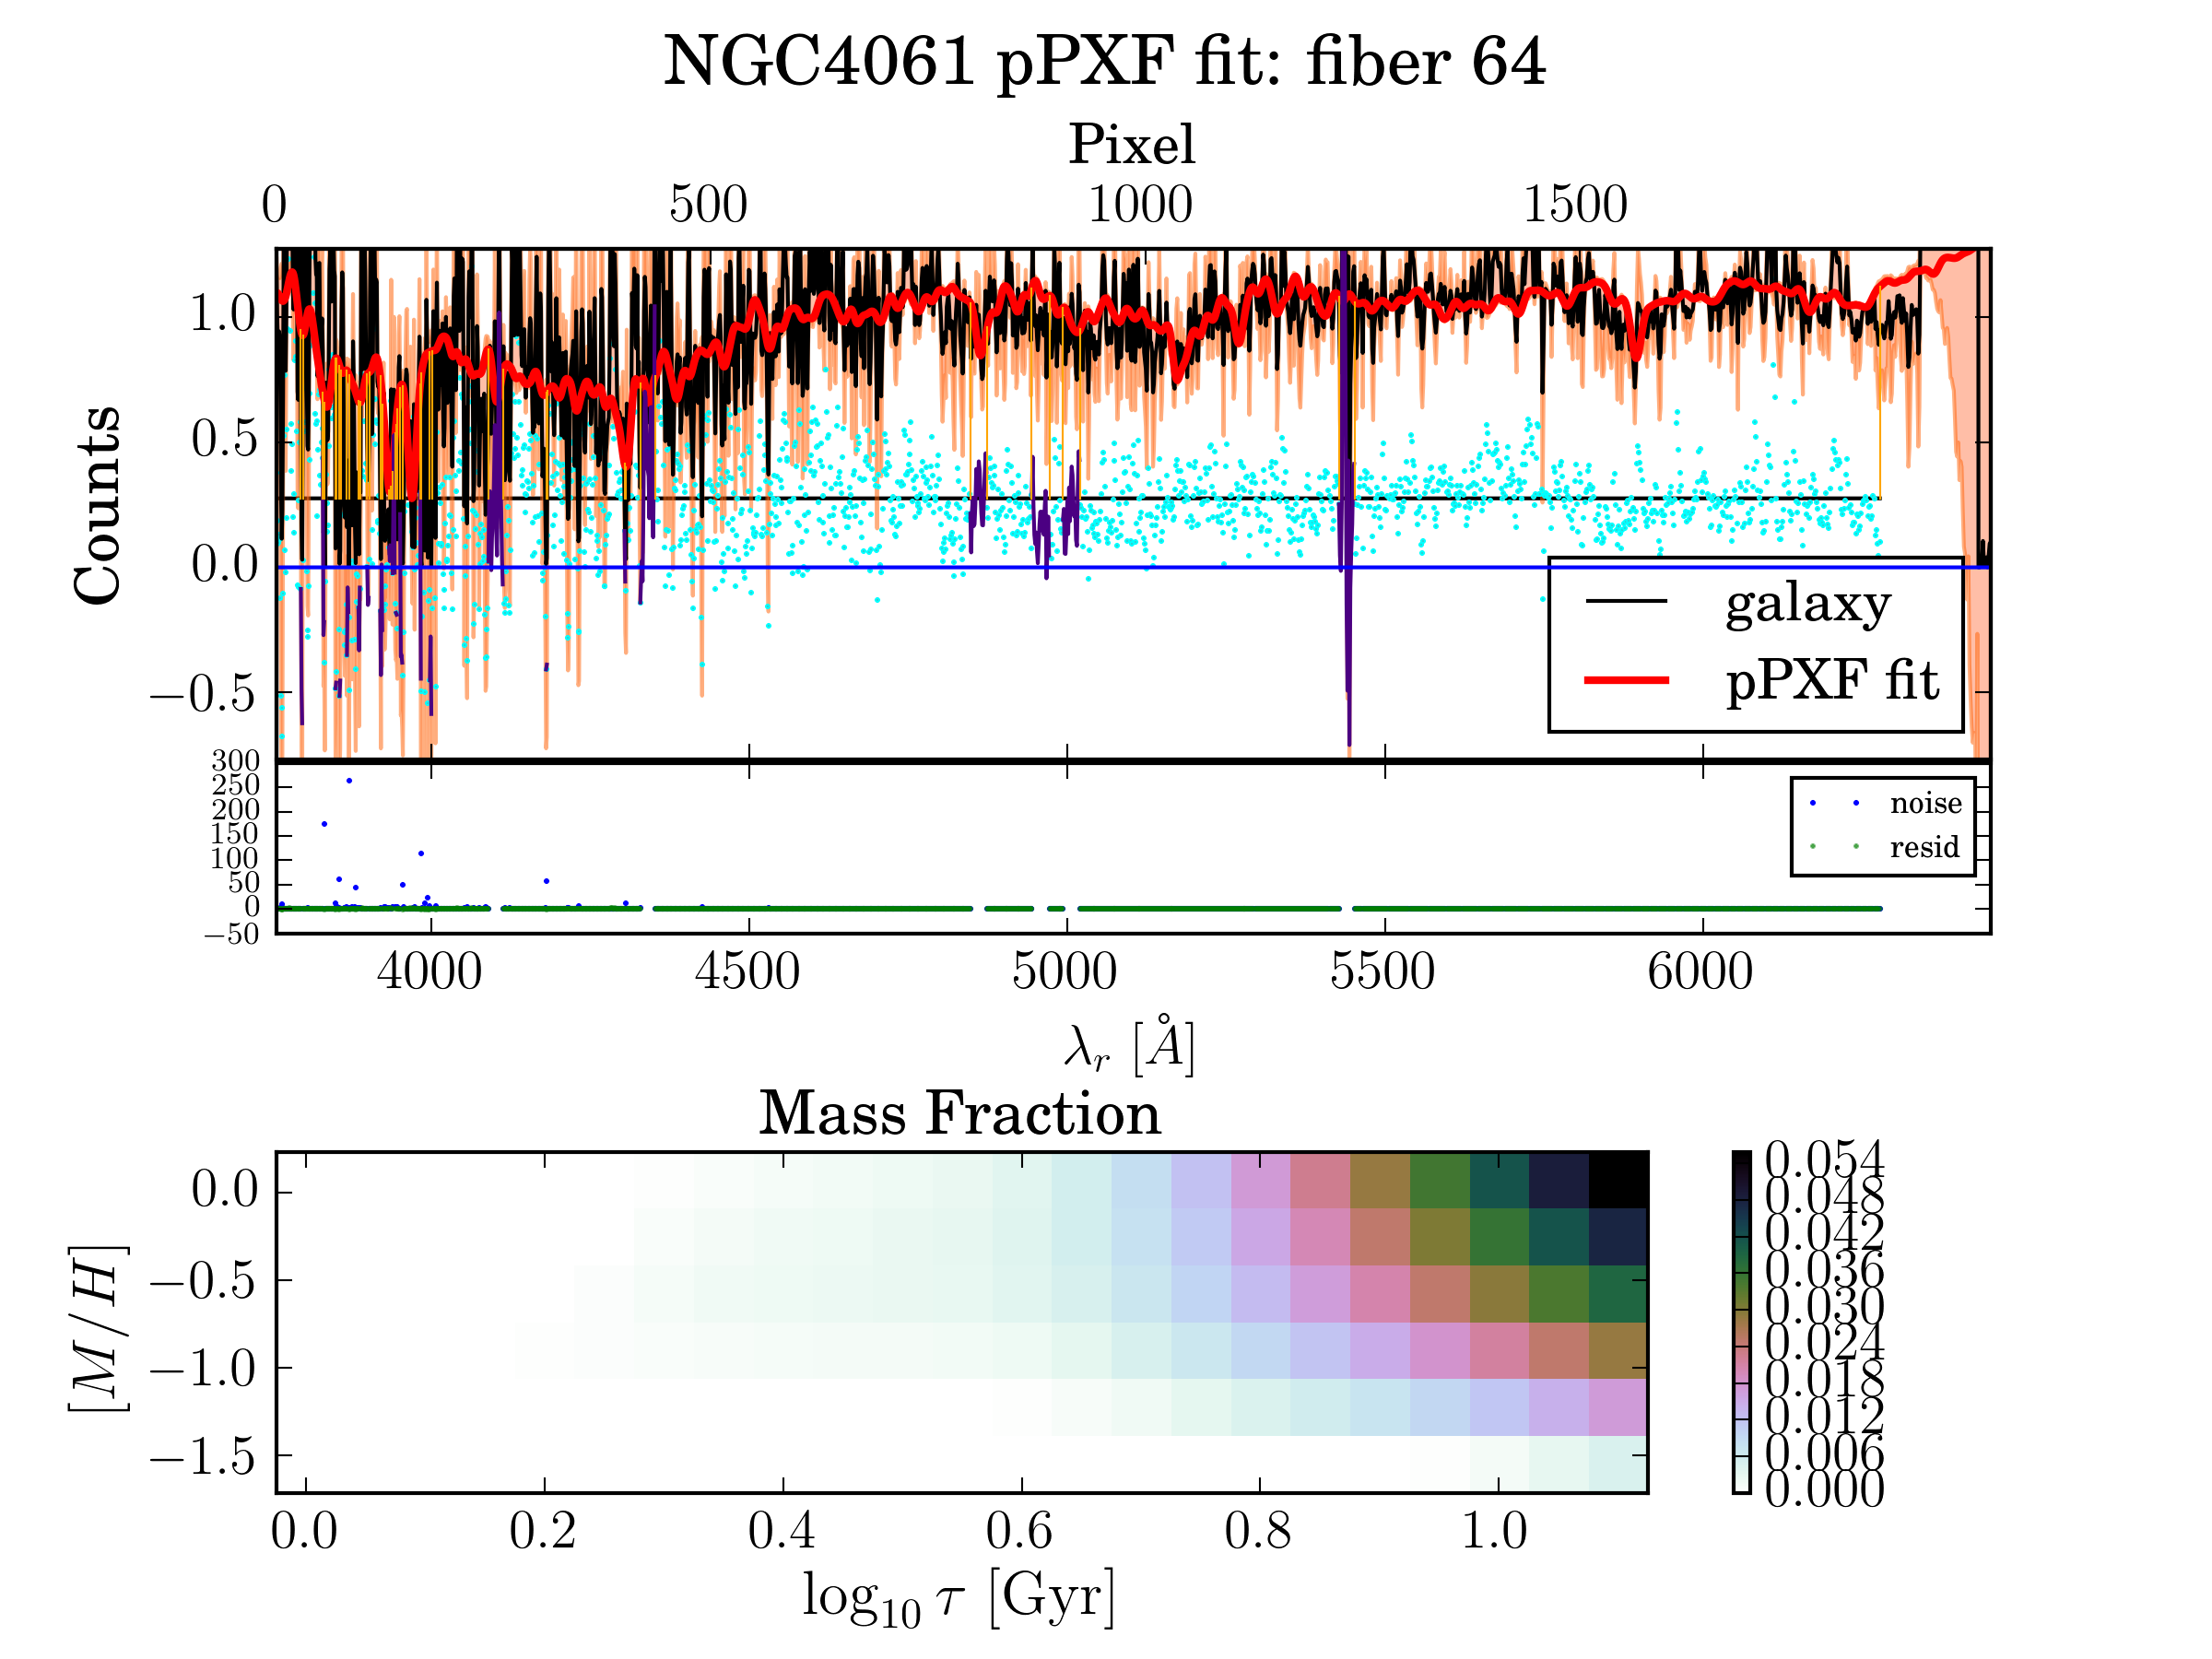 NGC4061 pPXF fit: fiber 64
Pixel
0 500 1000 1500
Counts
1.0
0.5
0.0
−0.5
galaxy
pPXF fit
300
250
200
150
100
50
0
−50
noise
resid
4000 4500 5000 5500 6000
λr [Å]
Mass Fraction
[M/H]
0.0
−0.5
−1.0
−1.5
0.0 0.2 0.4 0.6 0.8 1.0
log10 τ [Gyr]
0.054
0.048
0.042
0.036
0.030
0.024
0.018
0.012
0.006
0.000